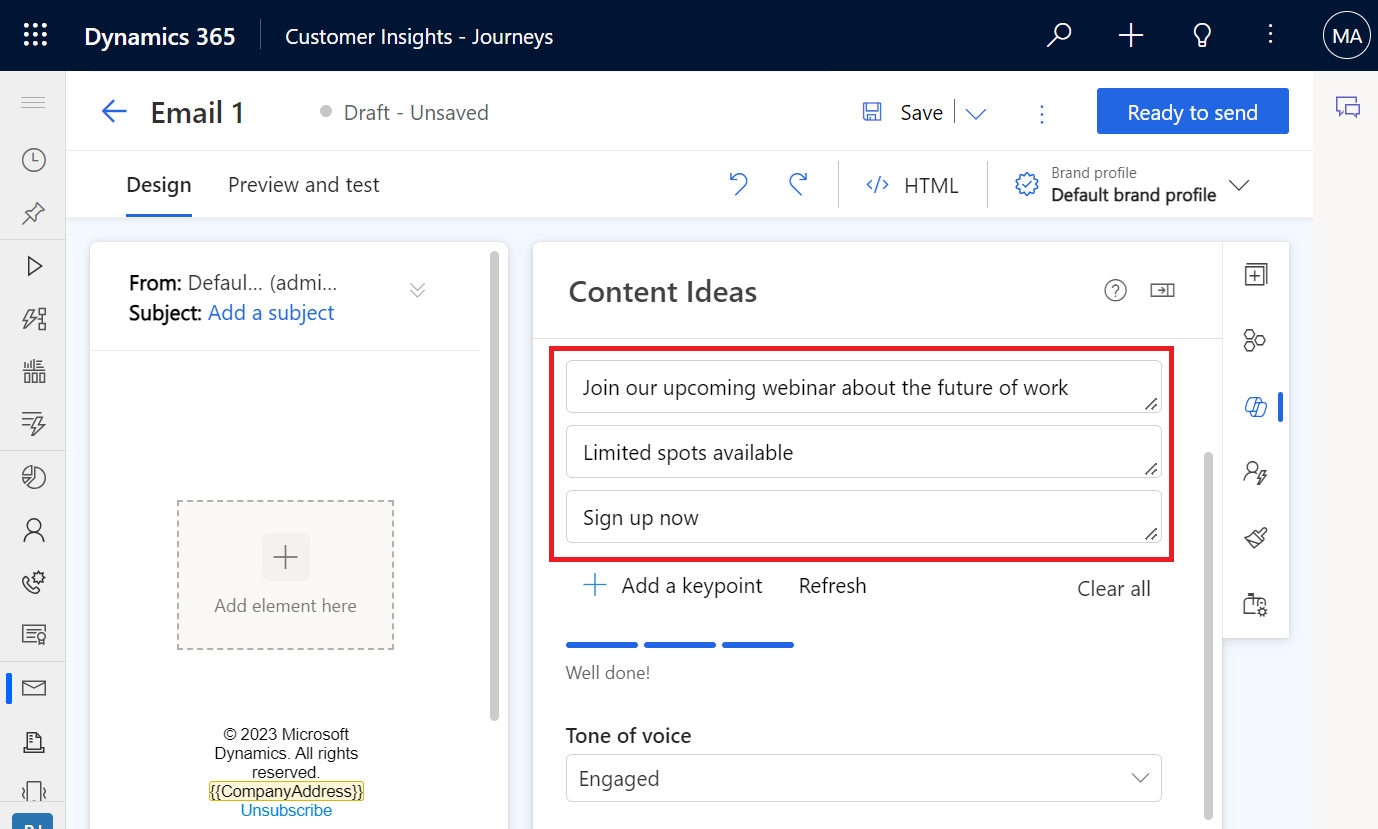 Dynamics 365
Customer Insights - Journeys
MA
Email 1
Draft - Unsaved
Save
Ready to send
Design
Preview and test
</> HTML
Brand profile
Default brand profile
From: Defaul... (admi...
Subject: Add a subject
Add element here
© 2023 Microsoft
Dynamics. All rights
reserved.
{{CompanyAddress}}
Unsubscribe
Content Ideas
Join our upcoming webinar about the future of work
Limited spots available
Sign up now
Add a keypoint
Refresh
Clear all
Well done!
Tone of voice
Engaged